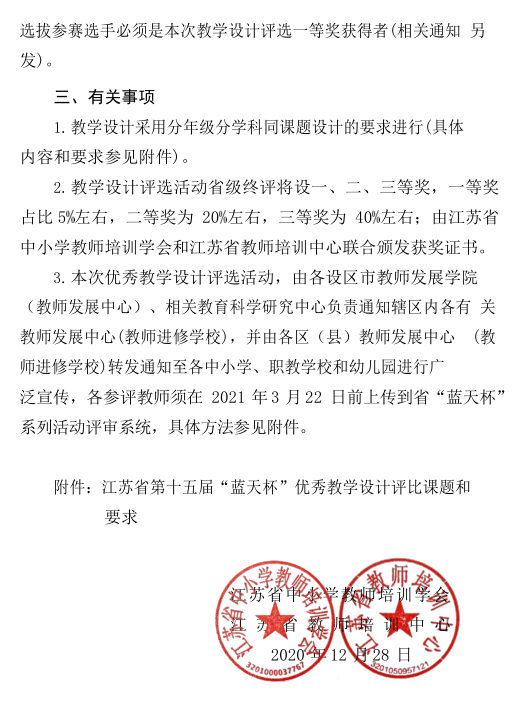 选拔参赛选手必须是本次教学设计评选一等奖获得者(相关通知 另
发)。
三、有关事项
1. 教学设计采用分年级分学科同课题设计的要求进行(具体
内容和要求参见附件)。
2. 教学设计评选活动省级终评将设一、二、三等奖，一等奖
占比 5%左右，二等奖为 20%左右，三等奖为 40%左右；由江苏省
中小学教师培训学会和江苏省教师培训中心联合颁发获奖证书。
3. 本次优秀教学设计评选活动，由各设区市教师发展学院
（教师发展中心）、相关教育科学研究中心负责通知辖区内各有 关
教师发展中心(教师进修学校)，并由各区（县）教师发展中心 (教
师进修学校)转发通知至各中小学、职教学校和幼儿园进行广
泛宣传，各参评教师须在 2021 年 3 月 22 日前上传到省“蓝天杯”
系列活动评审系统，具体方法参见附件。
附件：江苏省第十五届“蓝天杯”优秀教学设计评比课题和
要求
江苏省中小学教师培训学会
江苏省教师培训中心
2020 年 12 月 28 日
江苏省中小学教师培训学会
3201000037767
江苏省教师培训中心
3201050957121